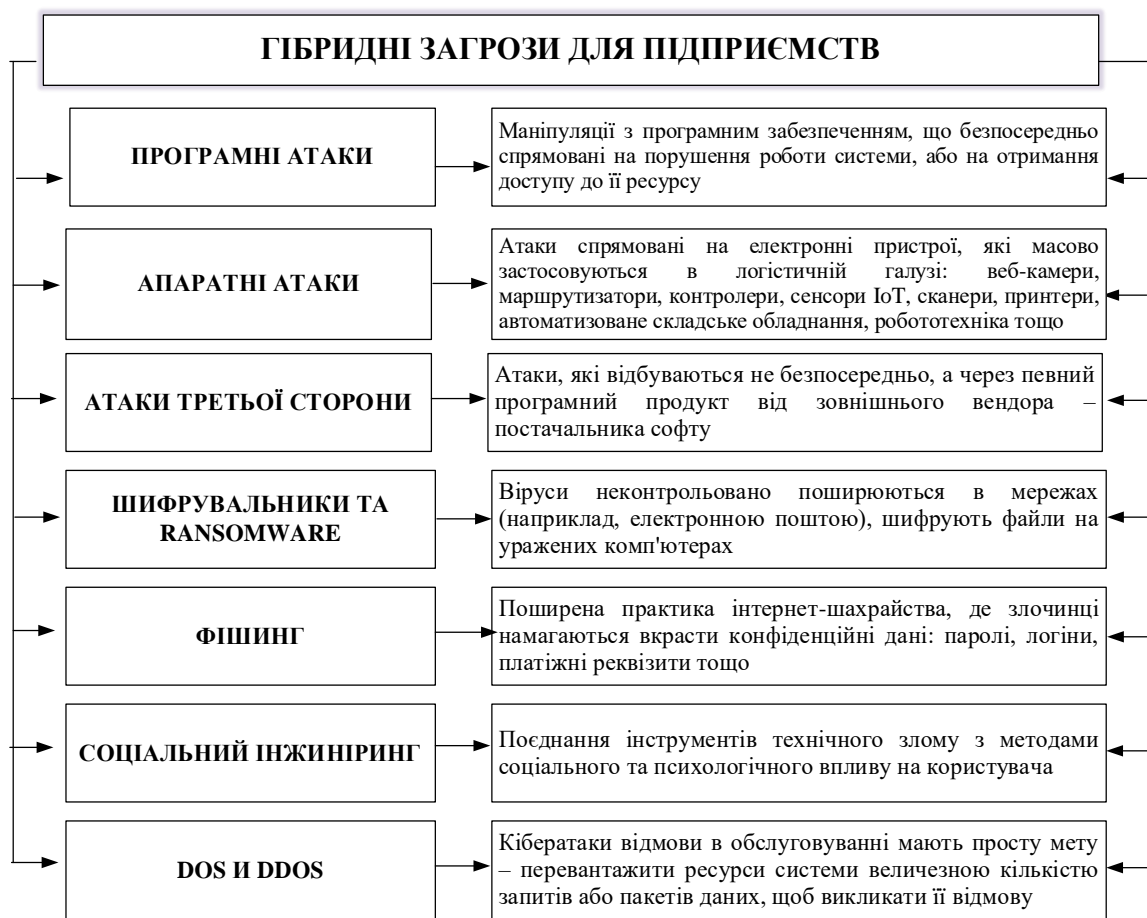 ГІБРИДНІ ЗАГРОЗИ ДЛЯ ПІДПРИЄМСТВ
ПРОГРАМНІ АТАКИ
Маніпуляції з програмним забезпеченням, що безпосередньо
спрямовані на порушення роботи системи, або на отримання
доступу до її ресурсу
АПАРАТНІ АТАКИ
Атаки спрямовані на електронні пристрої, які масово
застосовуються в логістичній галузі: веб-камери,
маршрутизатори, контролери, сенсори IoT, сканери, принтери,
автоматизоване складське обладнання, робототехніка тощо
АТАКИ ТРЕТЬОЇ СТОРОНИ
Атаки, які відбуваються не безпосередньо, а через певний
програмний продукт від зовнішнього вендора –
постачальника софту
ШИФРУВАЛЬНИКИ ТА
RANSOMWARE
Віруси неконтрольовано поширюються в мережах
(наприклад, електронною поштою), шифрують файли на
уражених комп'ютерах
ФІШИНГ
Поширена практика інтернет-шахрайства, де злочинці
намагаються вкрасти конфіденційні дані: паролі, логіни,
платіжні реквізити тощо
СОЦІАЛЬНИЙ ІНЖИНІРИНГ
Поєднання інструментів технічного злому з методами
соціального та психологічного впливу на користувача
DOS И DDOS
Кібератаки відмови в обслуговуванні мають просту мету
– перевантажити ресурси системи величезною кількістю
запитів або пакетів даних, щоб викликати її відмову